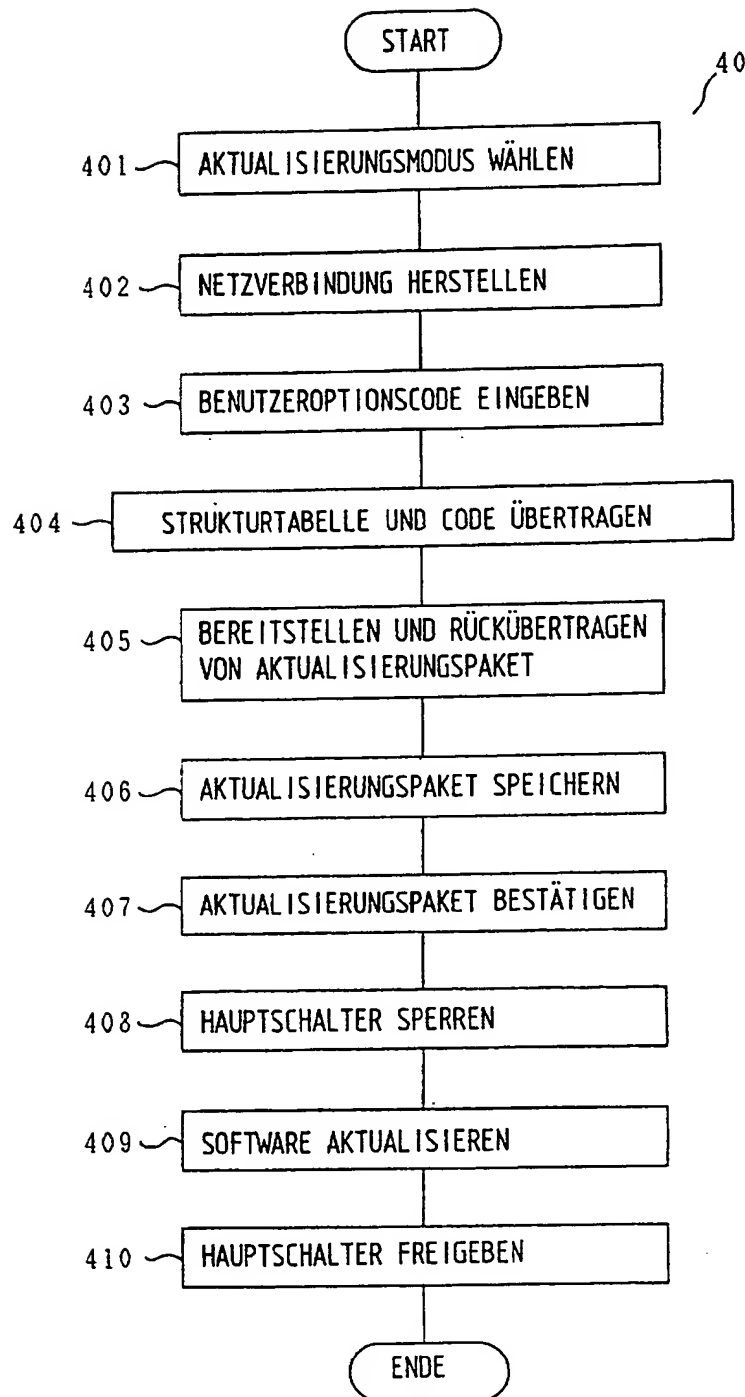 START
40
401 AKTUALISIERUNGSMODUS WÄHLEN
402 NETZVERBINDUNG HERSTELLEN
403 BENUTZEROPTIONSCODE EINGEBEN
404 STRUKTURTABELLE UND CODE ÜBERTRAGEN
405 BEREITSTELLEN UND RÜCKÜBERTRAGEN
VON AKTUALISIERUNGSPAKET
406 AKTUALISIERUNGSPAKET SPEICHERN
407 AKTUALISIERUNGSPAKET BESTÄTIGEN
408 HAUPTSCHALTER SPERREN
409 SOFTWARE AKTUALISIEREN
410 HAUPTSCHALTER FREIGEBEN
ENDE